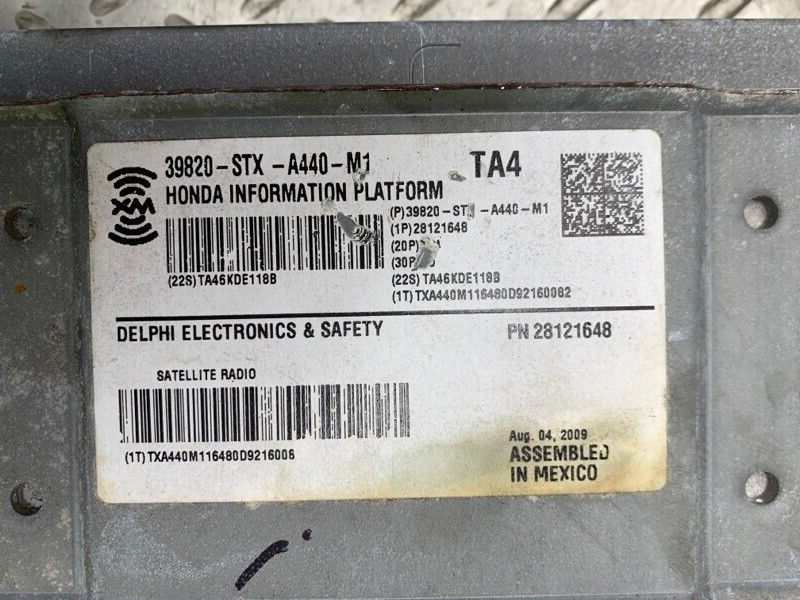 39820-STX -A440-M1
TA4
HONDA INFORMATION PLATFORM
XM
(P)39820-ST -A440-M1
(1P)28121648
(20P)
(30P)
(22S) TA46KDE118B
(22S) TA46KDE118B
(1T) TXA440M116480D92160082
DELPHI ELECTRONICS & SAFETY
PN 28121648
SATELLITE RADIO
(1T) TXA440M116480D9216006
Aug. 04, 2009
ASSEMBLED
IN MEXICO